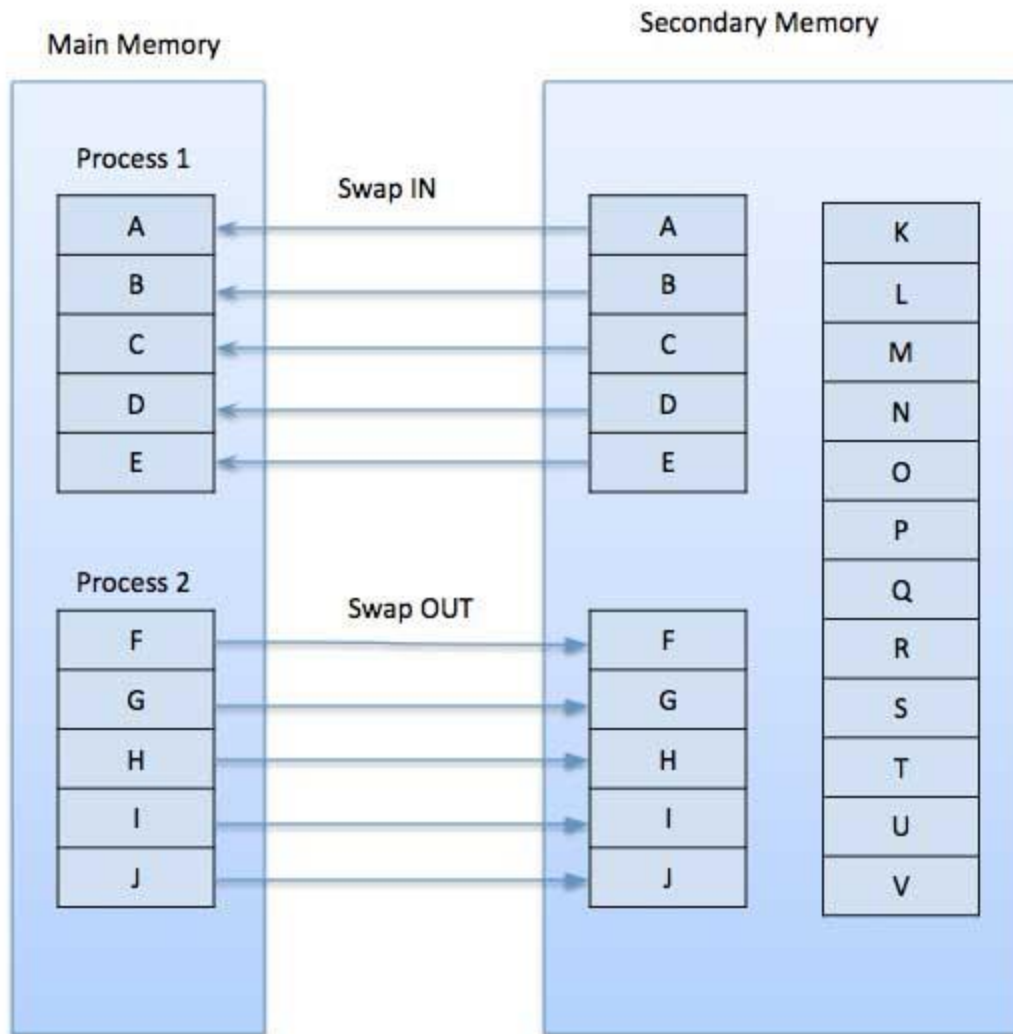 Main Memory
Secondary Memory
Process 1
Swap IN
A
B
C
D
E
Process 2
Swap OUT
F
G
H
I
J
A
B
C
D
E
F
G
H
I
J
K
L
M
N
O
P
Q
R
S
T
U
V